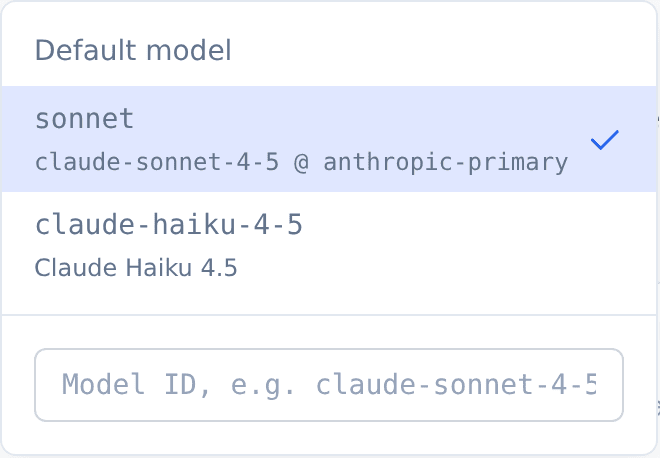 Default model
sonnet
claude-sonnet-4-5 @ anthropic-primary
claude-haiku-4-5
Claude Haiku 4.5
Model ID, e.g. claude-sonnet-4-5